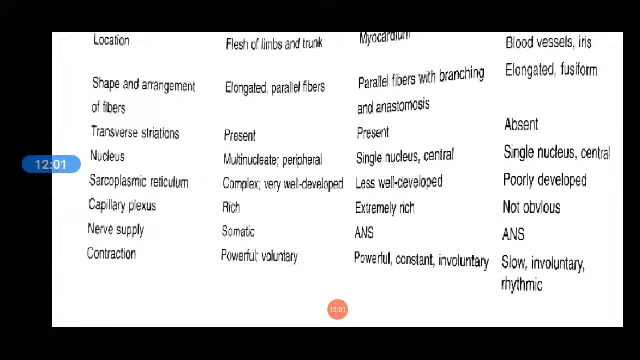 Location Flesh of limbs and trunk Myocardium Blood vessels, iris
Shape and arrangement Elongated, parallel fibers Parallel fibers with branching Elongated, fusiform
of fibers and anastomosis
Transverse striations Present Present Absent
Nucleus Multinucleate; peripheral Single nucleus, central Single nucleus, central
12:01
Sarcoplasmic reticulum Complex; very well-developed Less well-developed Poorly developed
Capillary plexus Rich Extremely rich Not obvious
Nerve supply Somatic ANS ANS
Contraction Powerful; voluntary Powerful, constant, involuntary Slow, involuntary,
rhythmic
12:01